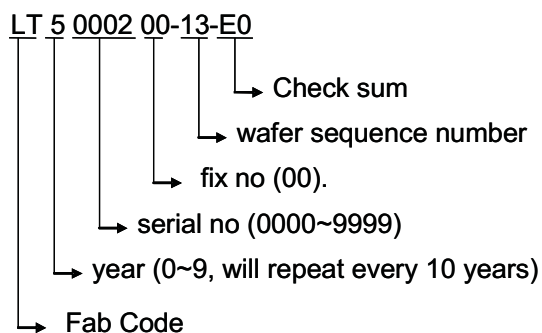 LT 5 0002 00-13-E0
Check sum
wafer sequence number
fix no (00).
serial no (0000~9999)
year (0~9, will repeat every 10 years)
Fab Code